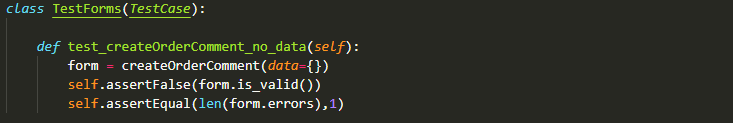 class TestForms(TestCase):
def test_createOrderComment_no_data(self):
form = createOrderComment(data={})
self.assertFalse(form.is_valid())
self.assertEqual(len(form.errors),1)